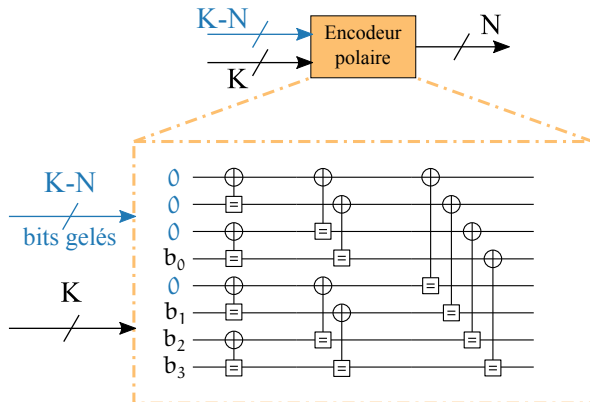 K-N
K
Encodeur
polaire
N
K-N
bits gelés
K
0
0
0
b₀
0
b₁
b₂
b₃
=
=
=
=
=
=
=
=
=
=
=
=